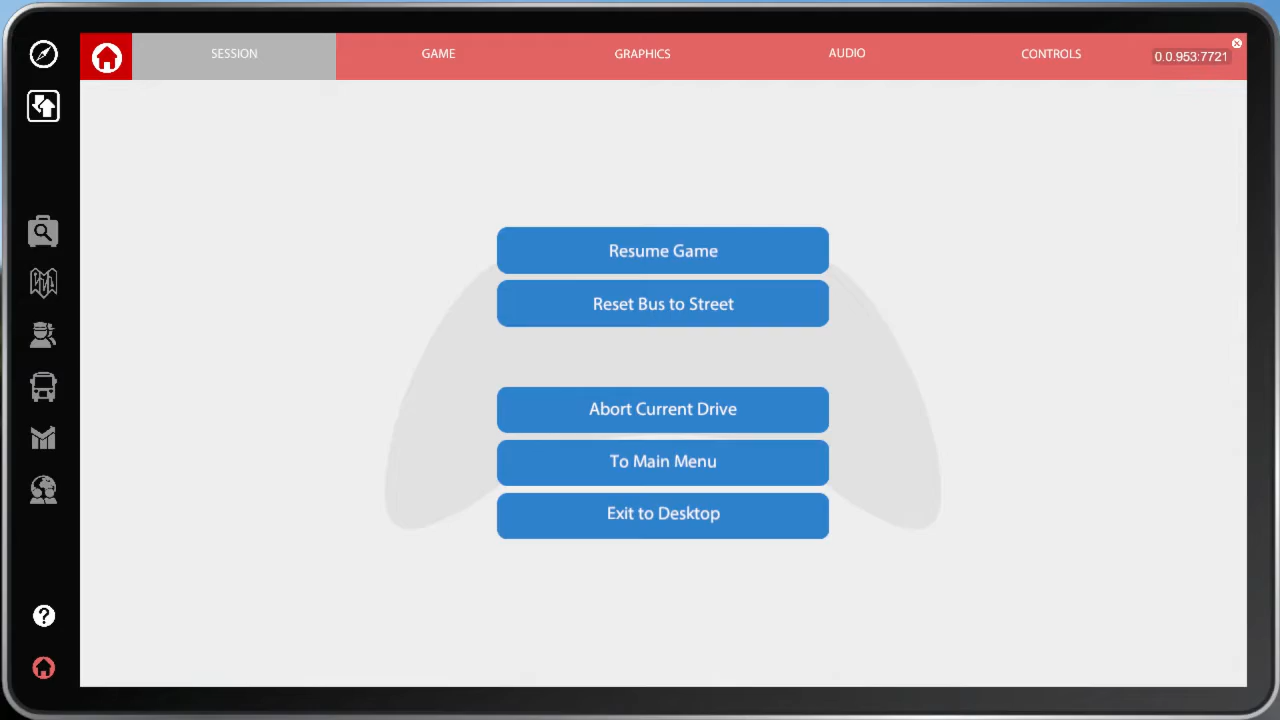 SESSION
GAME
GRAPHICS
AUDIO
CONTROLS
0.0.953:7721
Resume Game
Reset Bus to Street
Abort Current Drive
To Main Menu
Exit to Desktop